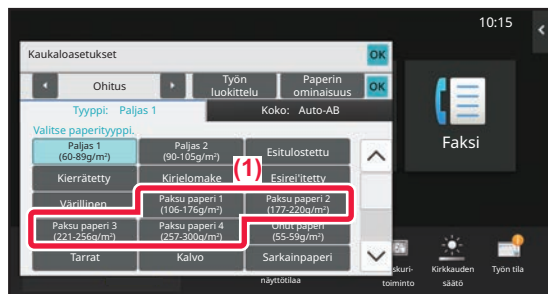 10:15
Kaukaloasetukset
OK
Ohitus
Työn
luokittelu
Paperin
ominaisuus
OK
Tyyppi: Paljas 1
Koko: Auto-AB
Valitse paperityyppi.
Paljas 1
(60-89g/m²)
Paljas 2
(90-105g/m²)
Esitulostettu
Kierrätetty
Kirjelomake
(1)
Esirei'itetty
Värillinen
Paksu paperi 1
(106-176g/m²)
Paksu paperi 2
(177-220g/m²)
Paksu paperi 3
(221-256g/m²)
Paksu paperi 4
(257-300g/m²)
Ohut paperi
(55-59g/m²)
Tarrat
Kalvo
Sarkainpaperi
Faksi
näyttötilaa
skuri-
toiminto
Kirkkauden
säätö
Työn tila